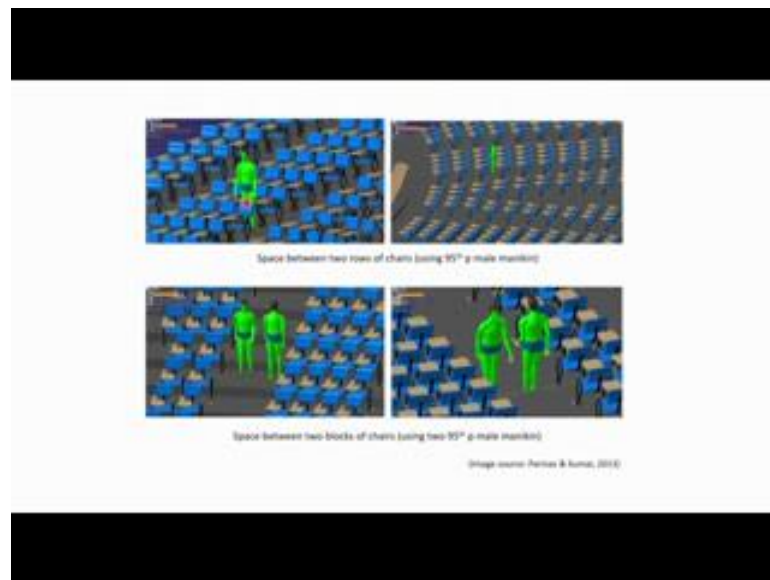 Space between two rows of chairs (using 95th p male manikin)
Space between two blocks of chairs (using two 95th p male manikin)
(Image source: & Kumar, 2013)